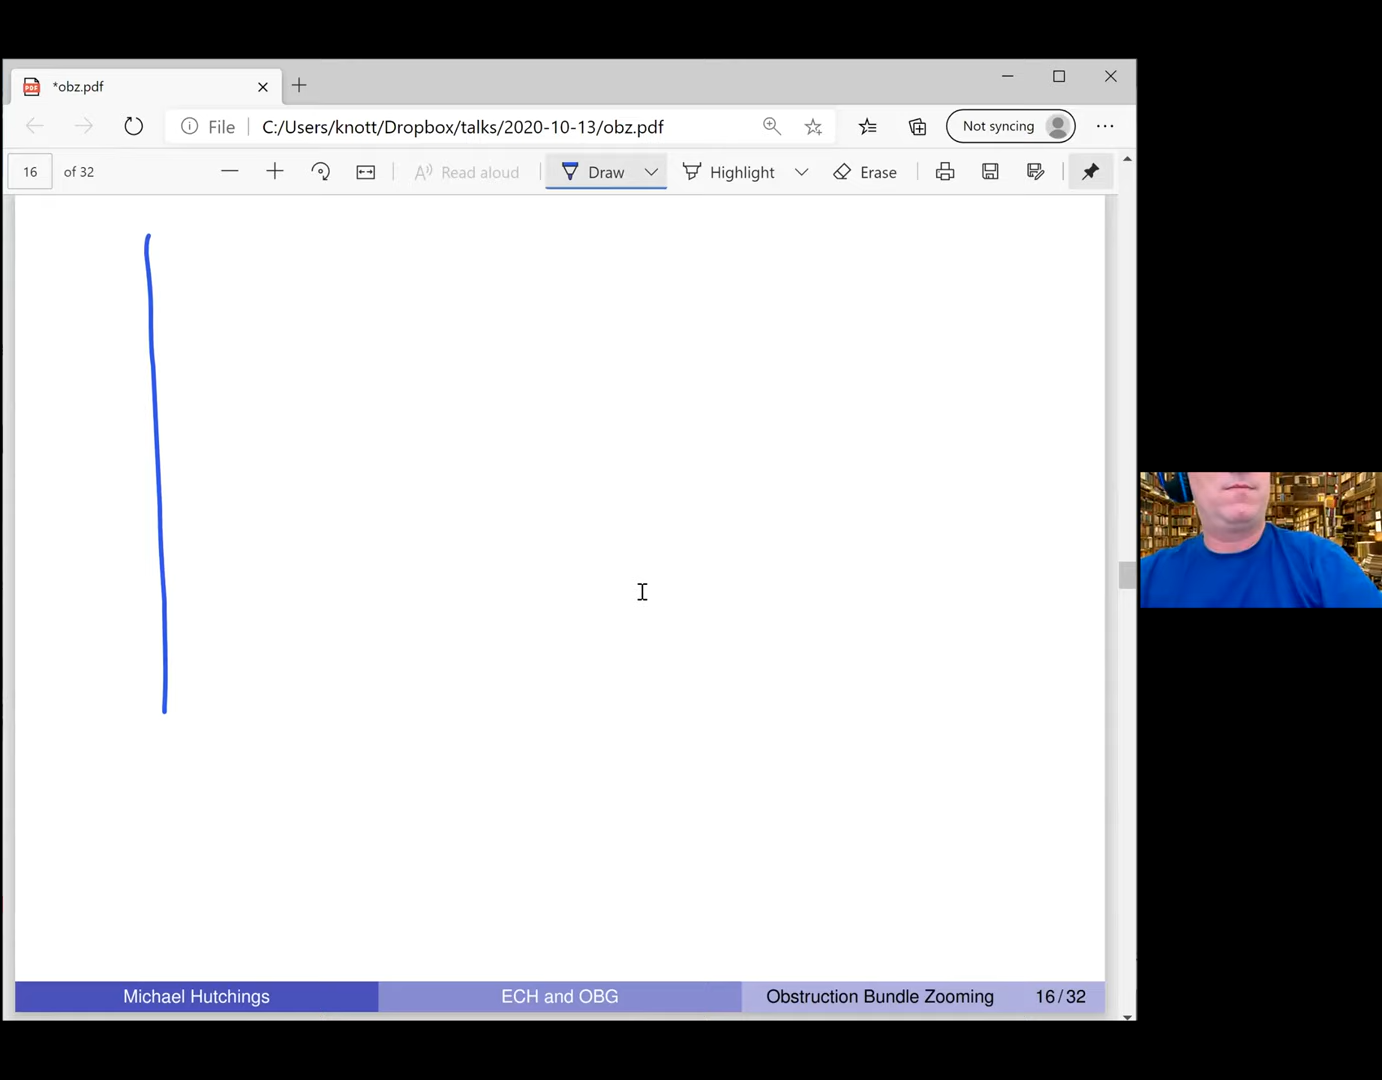 *obz.pdf
File C:/Users/knott/Dropbox/talks/2020-10-13/obz.pdf Not syncing
16 of 32 Read aloud Draw Highlight Erase
Michael Hutchings ECH and OBG Obstruction Bundle Zooming 16/32